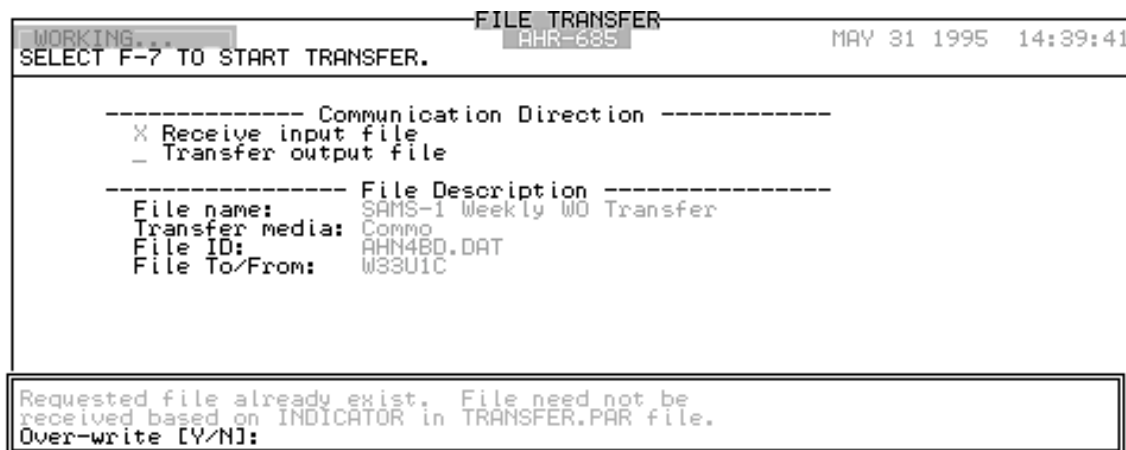 FILE TRANSFER
WORKING... AHR-685 MAY 31 1995 14:39:41
SELECT F-7 TO START TRANSFER.
-------------- Communication Direction ------------
X Receive input file
_ Transfer output file
----------------- File Description ----------------
File name: SAMS-1 Weekly WO Transfer
Transfer media: Commo
File ID: AHN4BD.DAT
File To/From: W33U1C
Requested file already exist. File need not be
received based on INDICATOR in TRANSFER.PAR file.
Over-write [Y/N]: